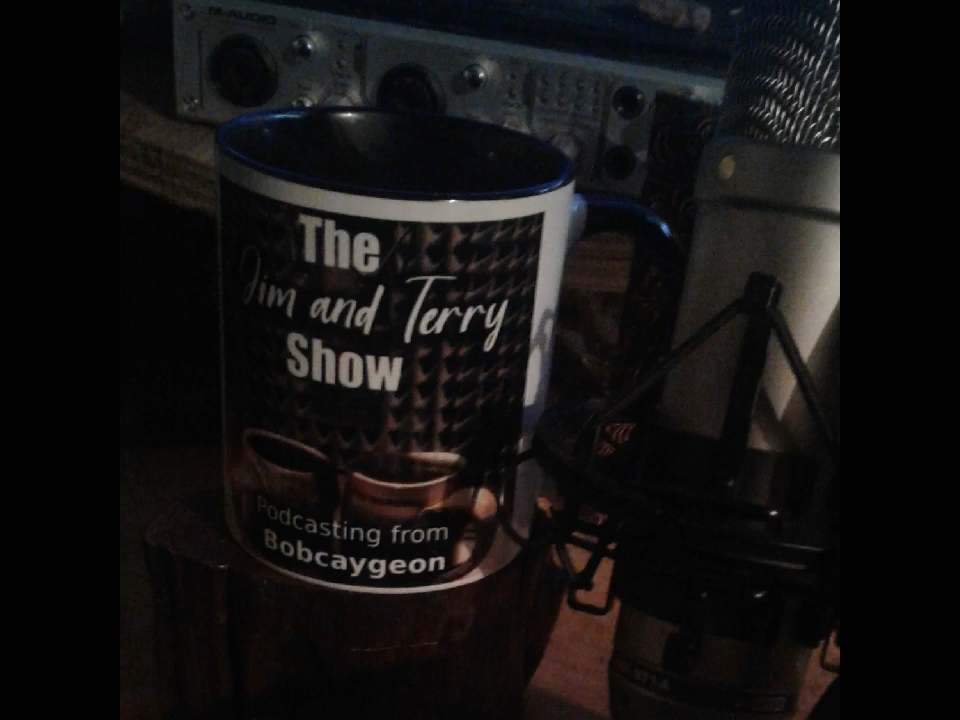 M-AUDIO
The
Jim and Terry
Show
Podcasting from
Bobcaygeon